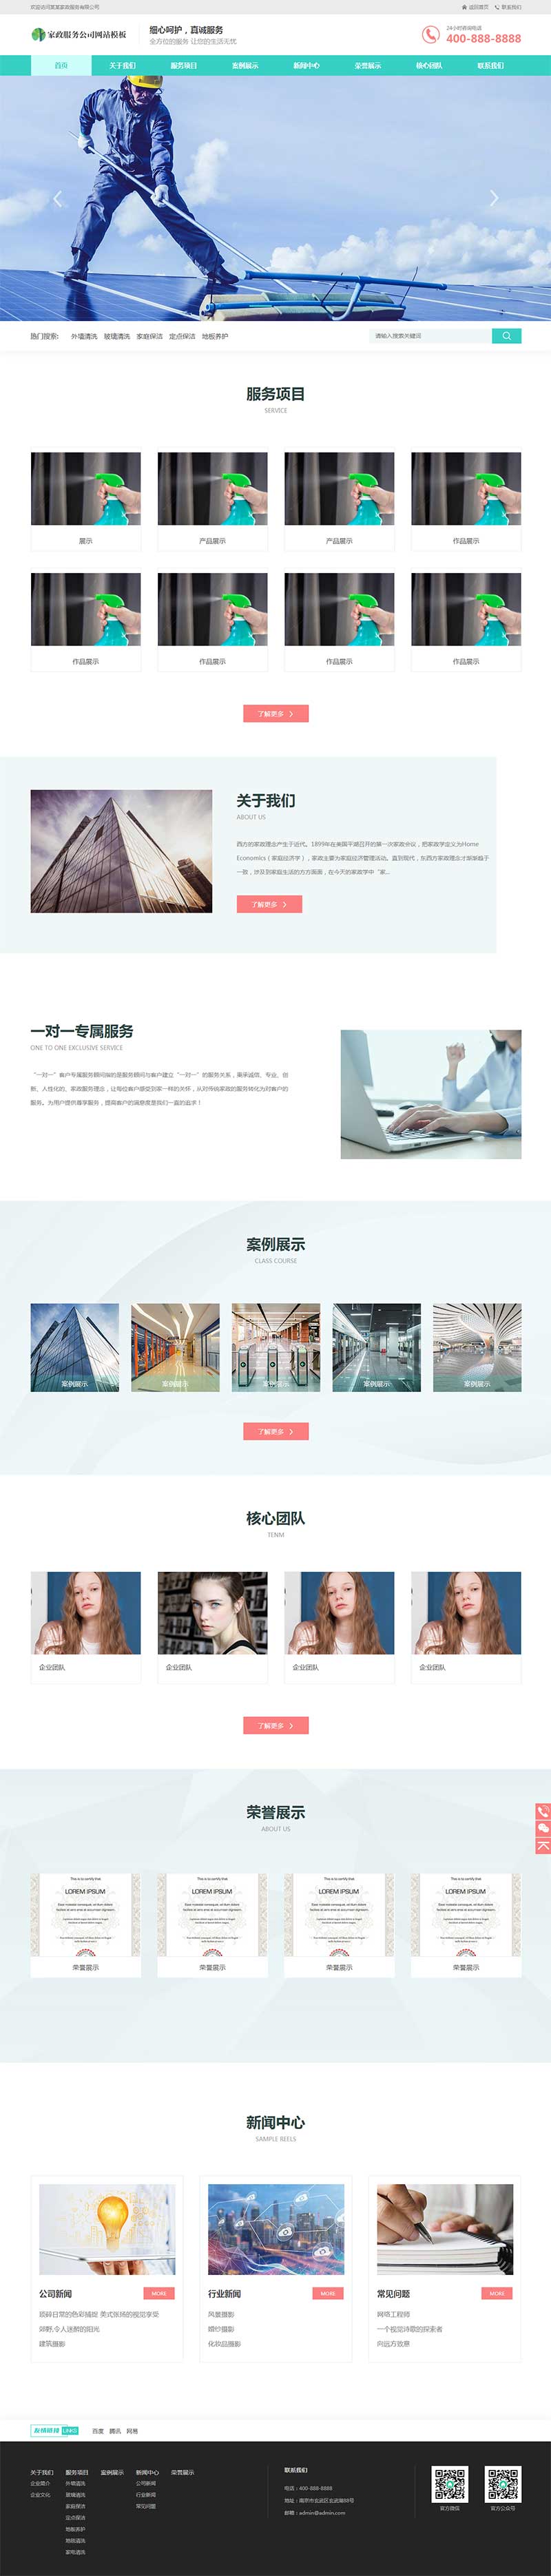 欢迎访问某某家政服务有限公司
返回首页 联系我们
家政服务公司网站模板
细心呵护，真诚服务
全方位的服务 让您的生活无忧
24小时咨询电话
400-888-8888
首页 关于我们 服务项目 案例展示 新闻中心 荣誉展示 核心团队 联系我们
热门搜索: 外墙清洗 玻璃清洗 家庭保洁 定点保洁 地板养护
请输入搜索关键词
服务项目
SERVICE
展示 产品展示 产品展示 作品展示
作品展示 作品展示 作品展示 作品展示
了解更多
关于我们
ABOUT US
西方的家政理念产生于近代。1899年在美国平湖召开的第一次家政会议，把家政学定义为Home
Economics（家庭经济学），家政主要为家庭经济管理活动。直到现代，东西方家政理念才渐渐趋于
一致，涉及到家庭生活的方方面面，在今天的家政学中“家...
了解更多
一对一专属服务
ONE TO ONE EXCLUSIVE SERVICE
“一对一”客户专属服务顾问指的是服务顾问与客户建立“一对一”的服务关系，秉承诚信、专业、创
新、人性化的、家政服务理念，让每位客户感受到家一样的关怀，从对传统家政的服务转化为对客户的
服务。为用户提供尊享服务，提高客户的满意度是我们一直的追求！
案例展示
CLASS COURSE
案例展示 案例展示 案例展示 案例展示 案例展示
了解更多
核心团队
TENM
企业团队 企业团队 企业团队 企业团队
了解更多
荣誉展示
ABOUT US
This is to certify that This is to certify that This is to certify that This is to certify that
LOREM IPSUM LOREM IPSUM LOREM IPSUM LOREM IPSUM
荣誉展示 荣誉展示 荣誉展示 荣誉展示
新闻中心
SAMPLE REELS
公司新闻 MORE 行业新闻 MORE 常见问题 MORE
琐碎日常的色彩捕捉 美式张扬的视觉享受 风景摄影 网络工程师
郊野,令人迷醉的阳光 婚纱摄影 一个视觉诗歌的探索者
建筑摄影 化妆品摄影 向远方致意
友情链接 LINKS 百度 腾讯 网易
关于我们 服务项目 案例展示 新闻中心 荣誉展示
企业简介 外墙清洗 公司新闻
企业文化 玻璃清洗 行业新闻
家庭保洁 常见问题
定点保洁
地板养护
地毯清洗
家电清洗
联系我们
电话：400-888-8888
地址：南京市玄武区玄武湖88号
邮箱：admin@admin.com
官方微信 官方公众号